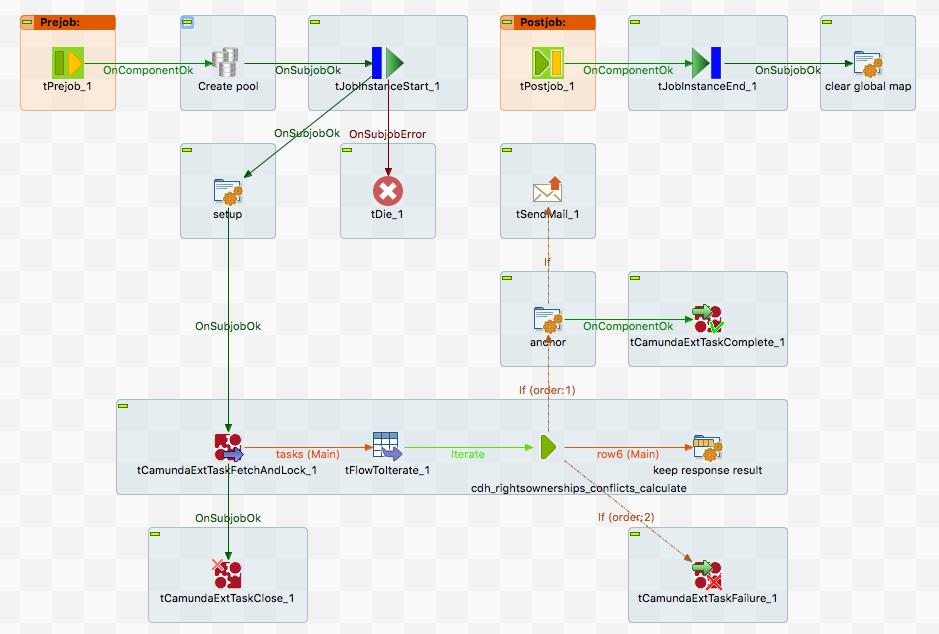 Prejob:
Postjob:
OnComponentOk
OnSubjobOk
OnComponentOk
OnSubjobOk
tPrejob_1
Create pool
tJobInstanceStart_1
tPostjob_1
tJobInstanceEnd_1
clear global map
OnSubjobOk
OnSubjobError
setup
tDie_1
tSendMail_1
If
OnSubjobOk
OnComponentOk
anchor
tCamundaExtTaskComplete_1
If (order:1)
tasks (Main)
Iterate
row6 (Main)
tCamundaExtTaskFetchAndLock_1
tFlowToIterate_1
keep response result
cdh_rightsownerships_conflicts_calculate
OnSubjobOk
If (order:2)
tCamundaExtTaskClose_1
tCamundaExtTaskFailure_1